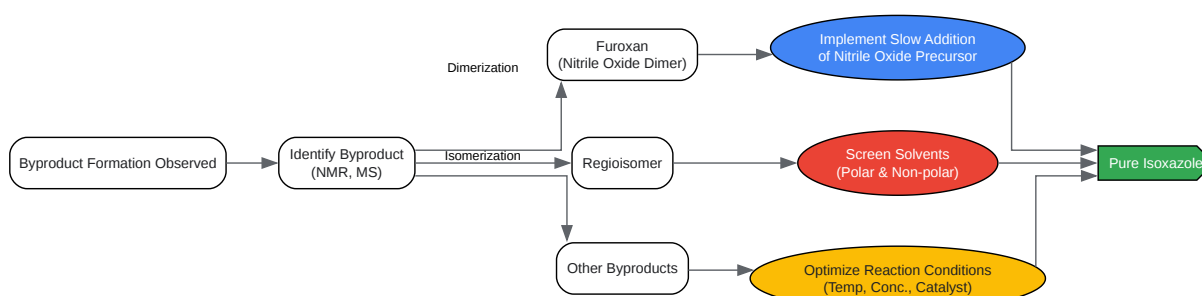 Byproduct Formation Observed
Identify Byproduct
(NMR, MS)
Dimerization
Isomerization
Furoxan
(Nitrile Oxide Dimer)
Regioisomer
Other Byproducts
Implement Slow Addition
of Nitrile Oxide Precursor
Screen Solvents
(Polar & Non-polar)
Optimize Reaction Conditions
(Temp, Conc., Catalyst)
Pure Isoxazole